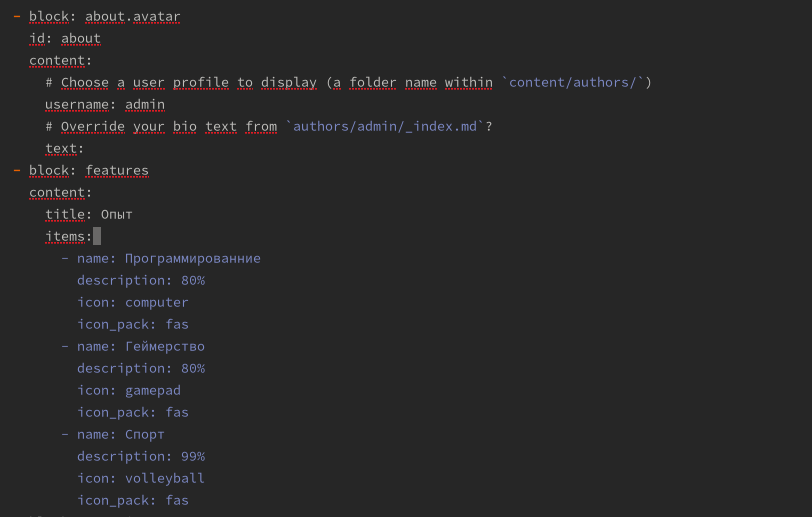 - block: about.avatar
id: about
content:
# Choose a user profile to display (a folder name within `content/authors/`)
username: admin
# Override your bio text from `authors/admin/_index.md`?
text:
- block: features
content:
title: Опыт
items:
- name: Программированние
description: 80%
icon: computer
icon_pack: fas
- name: Геймерство
description: 80%
icon: gamepad
icon_pack: fas
- name: Спорт
description: 99%
icon: volleyball
icon_pack: fas